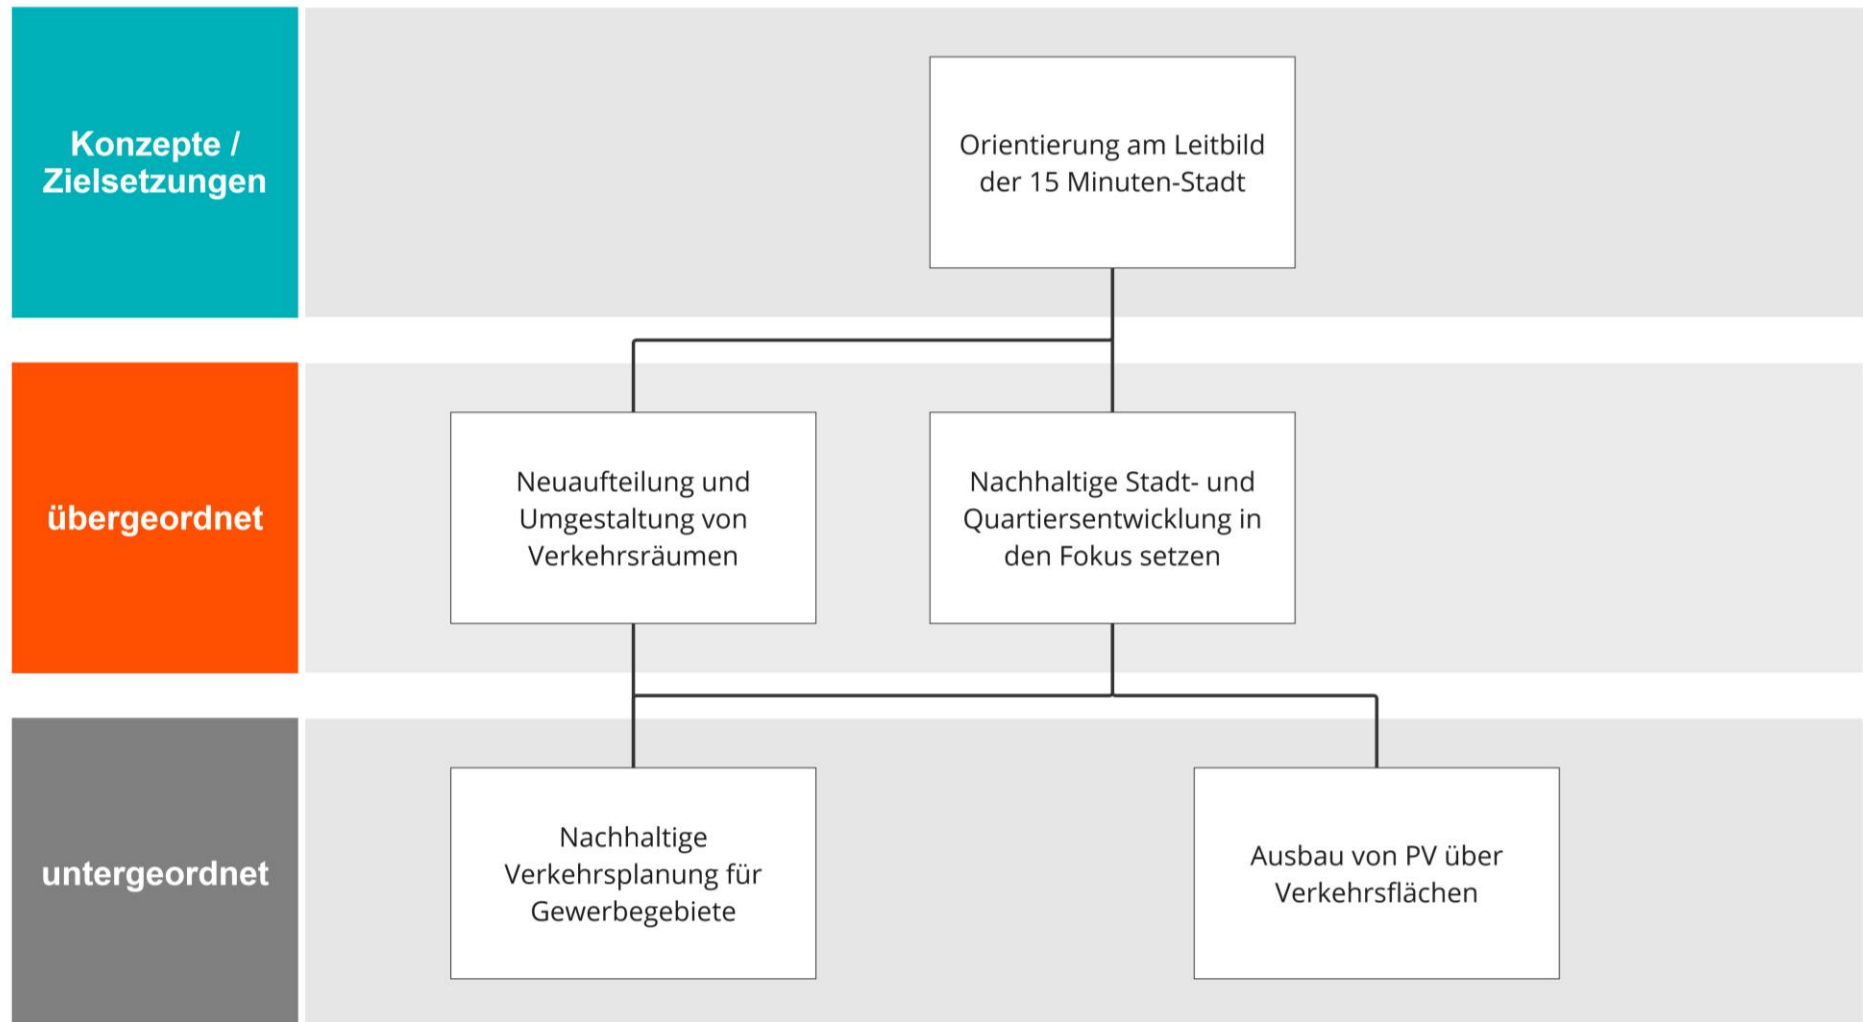 Konzepte /
Zielsetzungen
Orientierung am Leitbild
der 15 Minuten-Stadt
übergeordnet
Neuaufteilung und
Umgestaltung von
Verkehrsräumen
Nachhaltige Stadt- und
Quartiersentwicklung in
den Fokus setzen
untergeordnet
Nachhaltige
Verkehrsplanung für
Gewerbegebiete
Ausbau von PV über
Verkehrsflächen